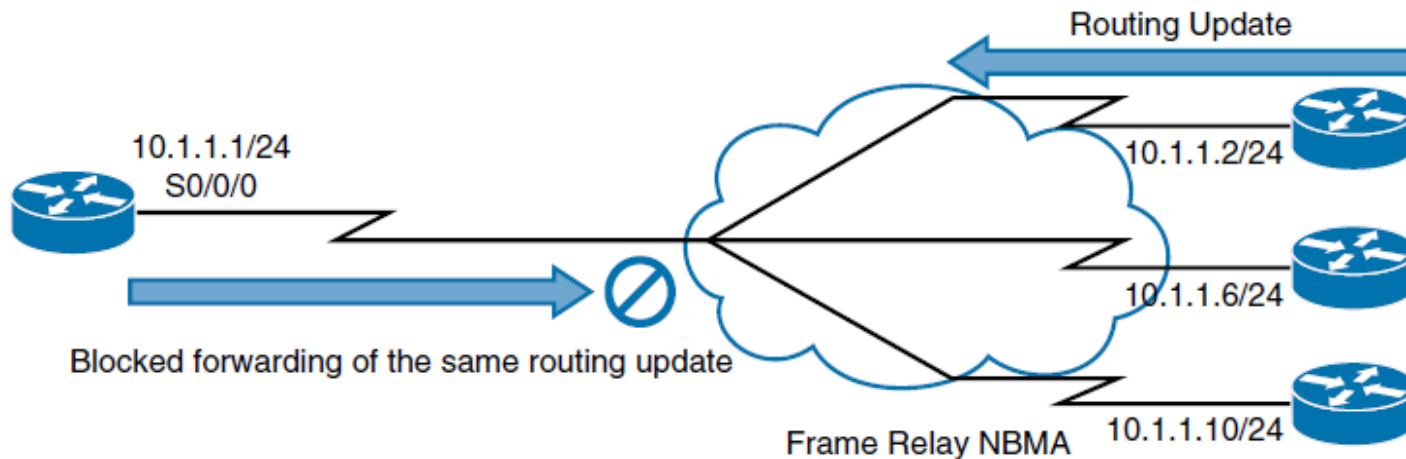 Routing Update
10.1.1.1/24
S0/0/0
10.1.1.2/24
10.1.1.6/24
Blocked forwarding of the same routing update
10.1.1.10/24
Frame Relay NBMA